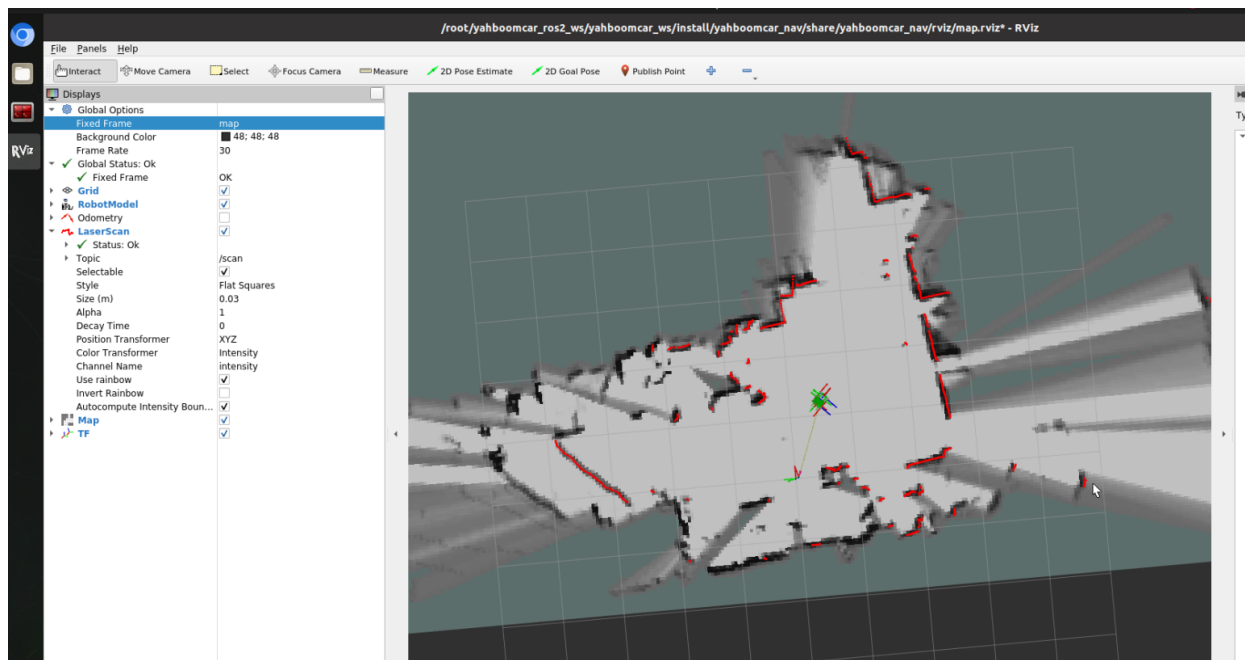 /root/yahboomcar_ros2_ws/yahboomcar_ws/install/yahboomcar_nav/share/yahboomcar_nav/rviz/map.rviz* - RViz
File Panels Help
Interact Move Camera Select Focus Camera Measure 2D Pose Estimate 2D Goal Pose Publish Point
Displays
Global Options
Fixed Frame map
Background Color 48; 48; 48
Frame Rate 30
Global Status: Ok
Fixed Frame OK
Grid
RobotModel
Odometry
LaserScan
Status: Ok
Topic /scan
Selectable
Style Flat Squares
Size (m) 0.03
Alpha 1
Decay Time 0
Position Transformer XYZ
Color Transformer Intensity
Channel Name intensity
Use rainbow
Invert Rainbow
Autocompute Intensity Boun...
Map
TF
RViz
Ty